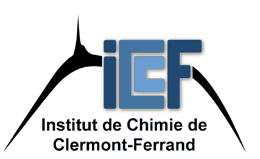 iCCF
Institut de Chimie de
Clermont-Ferrand